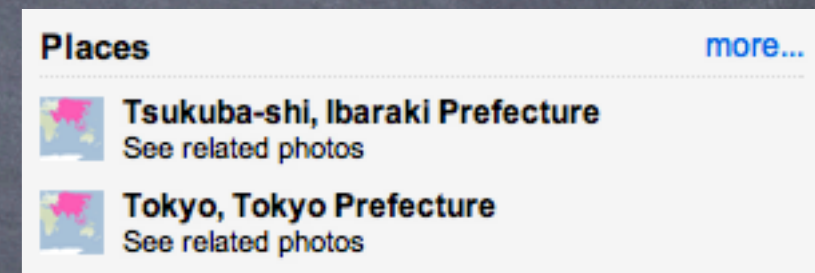 Places
more...
Tsukuba-shi, Ibaraki Prefecture
See related photos
Tokyo, Tokyo Prefecture
See related photos